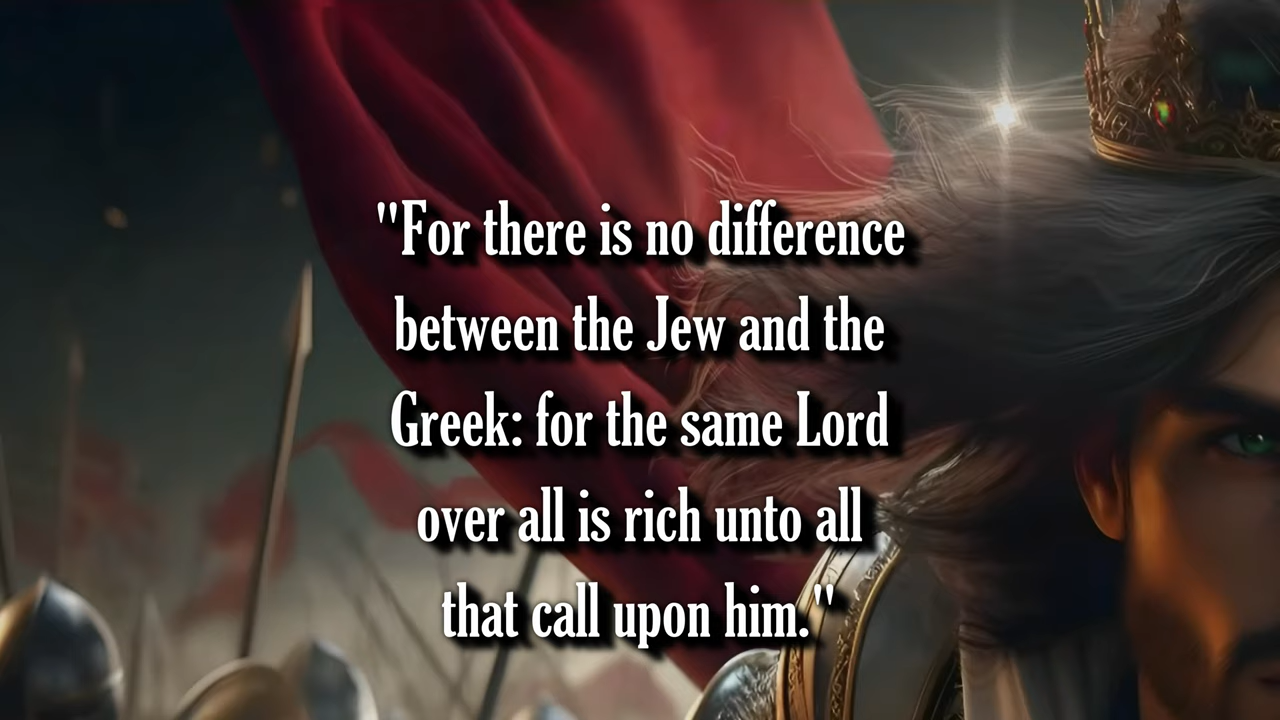 "For there is no difference
between the Jew and the
Greek: for the same Lord
over all is rich unto all
that call upon him."